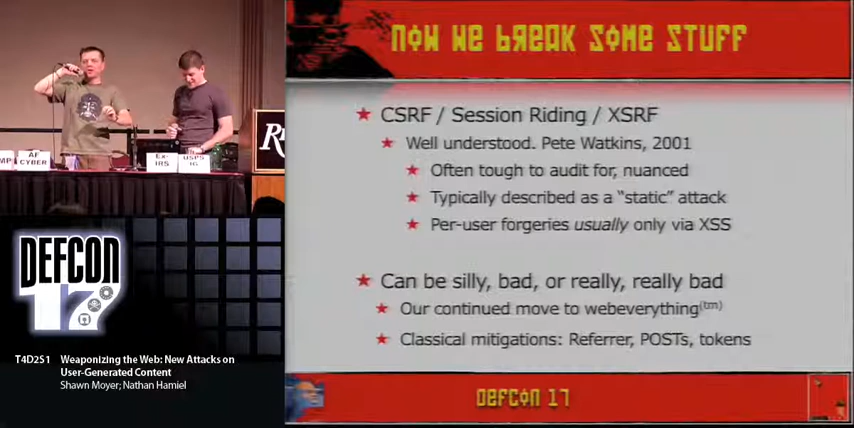 MP
AF
CYBER
Ex-
IRS
USPS
IG
R
DEFCON
17
T4D2S1 Weaponizing the Web: New Attacks on
User-Generated Content
Shawn Moyer; Nathan Hamiel
NOW WE BREAK SOME STUFF
CSRF / Session Riding / XSRF
Well understood. Pete Watkins, 2001
Often tough to audit for, nuanced
Typically described as a “static” attack
Per-user forgeries usually only via XSS
Can be silly, bad, or really, really bad
Our continued move to webeverything(tm)
Classical mitigations: Referrer, POSTs, tokens
DEFCON 17